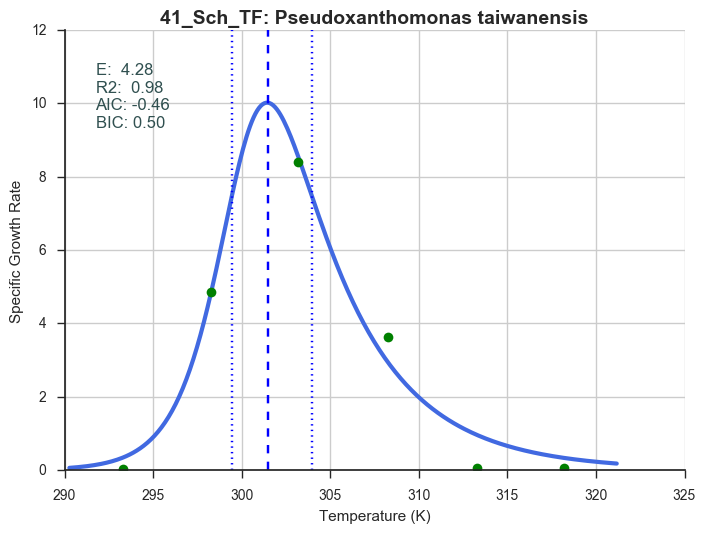 41_Sch_TF: Pseudoxanthomonas taiwanensis
E:  4.28
R2:  0.98
AIC: -0.46
BIC: 0.50
Specific Growth Rate
12
10
8
6
4
2
0
290 295 300 305 310 315 320 325
Temperature (K)